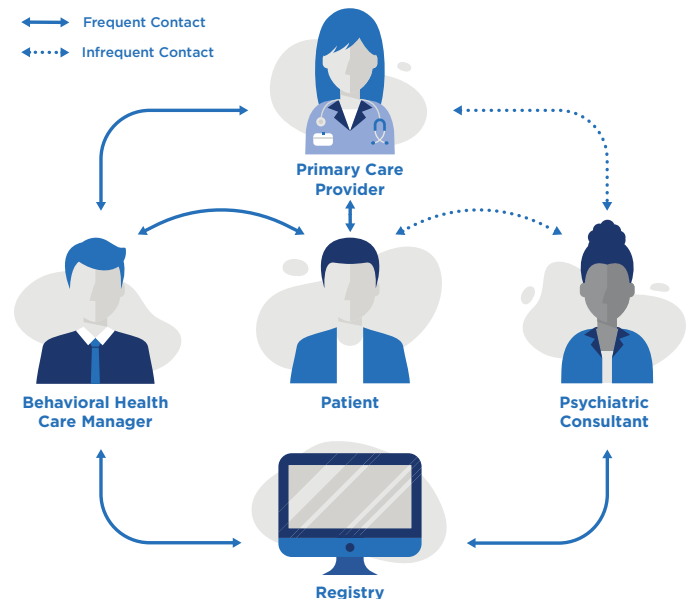 Frequent Contact
Infrequent Contact
Primary Care
Provider
Behavioral Health
Care Manager
Patient
Psychiatric
Consultant
Registry